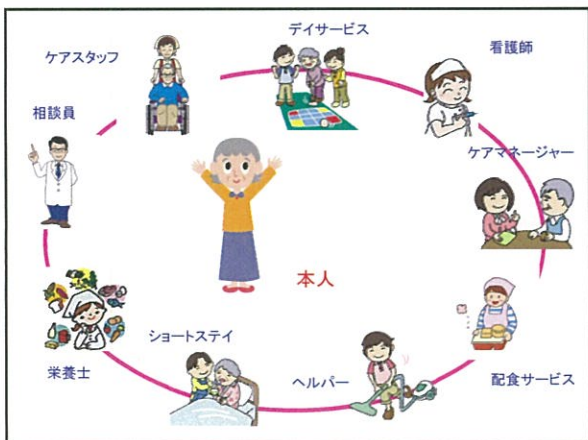 デイサービス
ケアスタッフ
看護師
相談員
ケアマネージャー
本人
ショートステイ
ヘルパー
栄養士
配食サービス